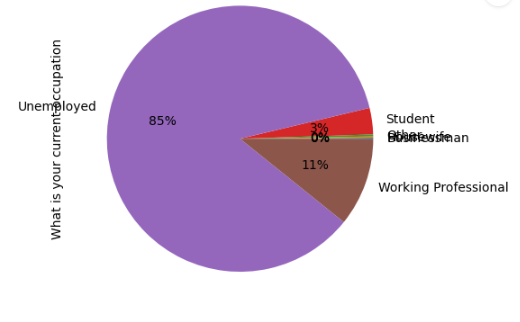 What is your current occupation
Unemployed
85%
Student
3%
Other
Housewife
Businessman
0%
11%
Working Professional